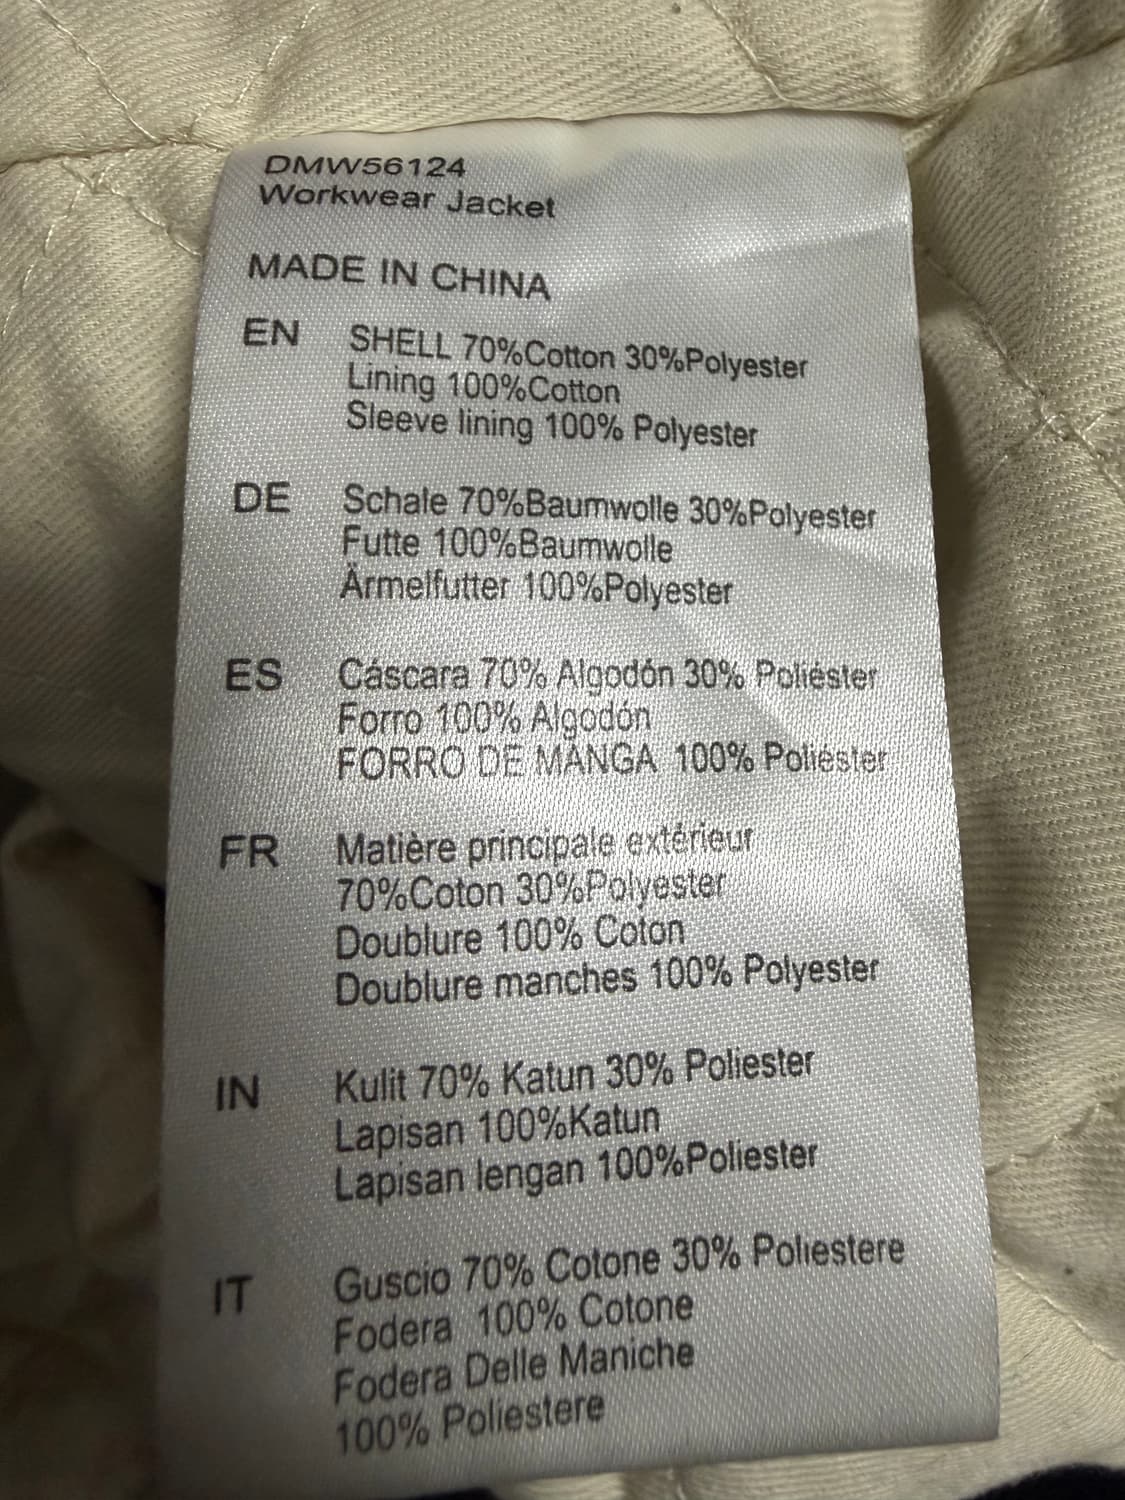 DMW56124
Workwear Jacket
MADE IN CHINA
EN SHELL 70%Cotton 30%Polyester
Lining 100%Cotton
Sleeve lining 100% Polyester
DE Schale 70%Baumwolle 30%Polyester
Futte 100%Baumwolle
Ärmelfutter 100%Polyester
ES Cáscara 70% Algodón 30% Poliéster
Forro 100% Algodón
FORRO DE MANGA 100% Poliéster
FR Matière principale extérieur
70%Coton 30%Polyester
Doublure 100% Coton
Doublure manches 100% Polyester
IN Kulit 70% Katun 30% Poliester
Lapisan 100%Katun
Lapisan lengan 100%Poliester
IT Guscio 70% Cotone 30% Poliestere
Fodera 100% Cotone
Fodera Delle Maniche
100% Poliestere